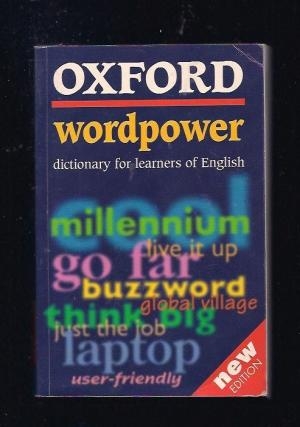 OXFORD
wordpower
dictionary for learners of English
cool
millennium
live it up
go far
buzzword
global village
think big
just the job
laptop
user-friendly
new
EDITION